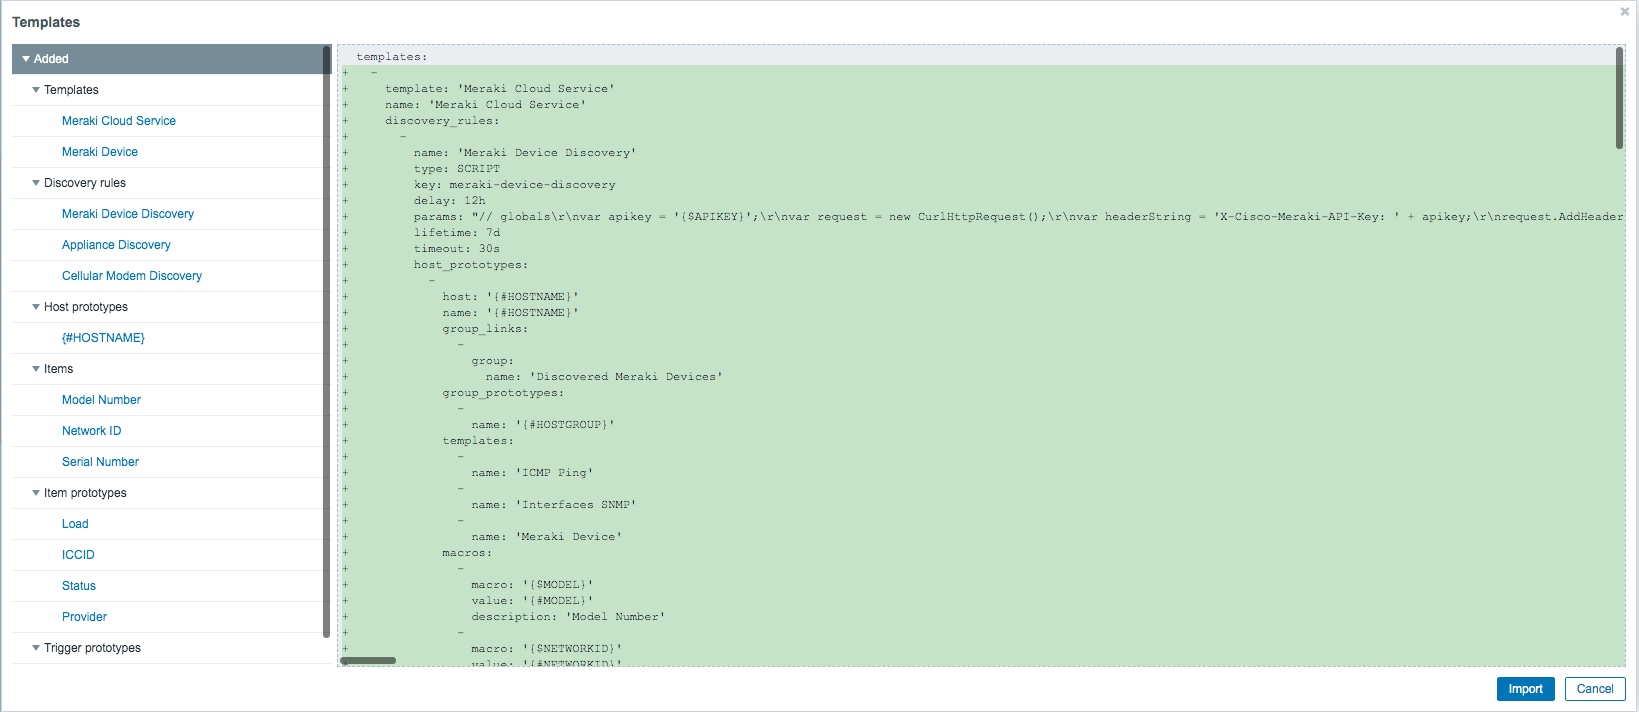 Templates
Added
Templates
Meraki Cloud Service
Meraki Device
Discovery rules
Meraki Device Discovery
Appliance Discovery
Cellular Modem Discovery
Host prototypes
{#HOSTNAME}
Items
Model Number
Network ID
Serial Number
Item prototypes
Load
ICCID
Status
Provider
Trigger prototypes
templates:
+ -
+ template: 'Meraki Cloud Service'
+ name: 'Meraki Cloud Service'
+ discovery_rules:
+ -
+ name: 'Meraki Device Discovery'
+ type: SCRIPT
+ key: meraki-device-discovery
+ delay: 12h
+ params: "// globals\r\nvar apikey = '{$APIKEY}';\r\nvar request = new CurlHttpRequest();\r\nvar headerString = 'X-Cisco-Meraki-API-Key: ' + apikey;\r\nrequest.AddHeader
+ lifetime: 7d
+ timeout: 30s
+ host_prototypes:
+ -
+ host: '{#HOSTNAME}'
+ name: '{#HOSTNAME}'
+ group_links:
+ -
+ group:
+ name: 'Discovered Meraki Devices'
+ group_prototypes:
+ -
+ name: '{#HOSTGROUP}'
+ templates:
+ -
+ name: 'ICMP Ping'
+ -
+ name: 'Interfaces SNMP'
+ -
+ name: 'Meraki Device'
+ macros:
+ -
+ macro: '{$MODEL}'
+ value: '{#MODEL}'
+ description: 'Model Number'
+ -
+ macro: '{$NETWORKID}'
+ value: '{#NETWORKID}'
Import
Cancel